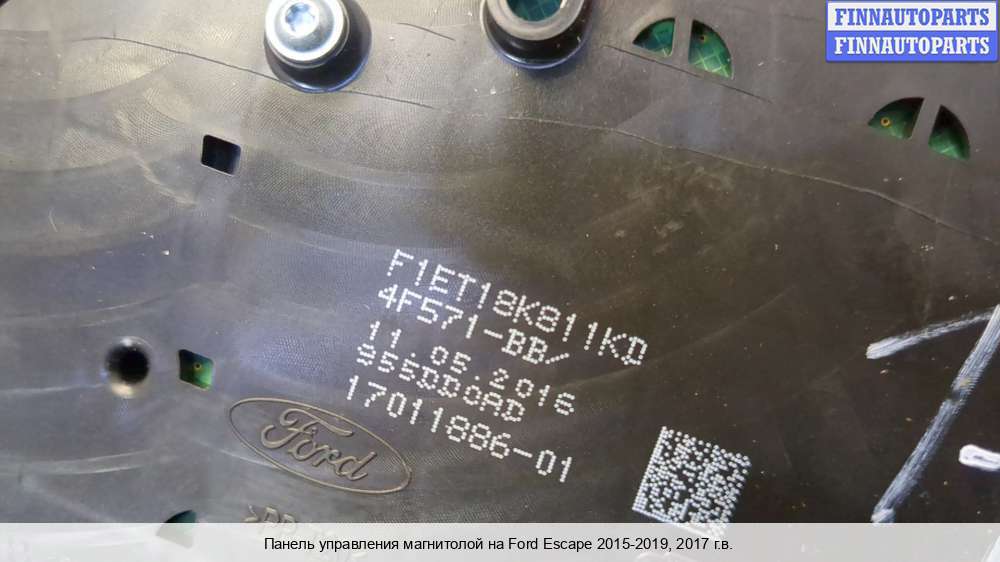 FINNAUTOPARTS
FINNAUTOPARTS
F1ET18K811KD
4F571-BB
11.05.2016
955DD0AD
17011886-01
Ford
Панель управления магнитолой на Ford Escape 2015-2019, 2017 г.в.